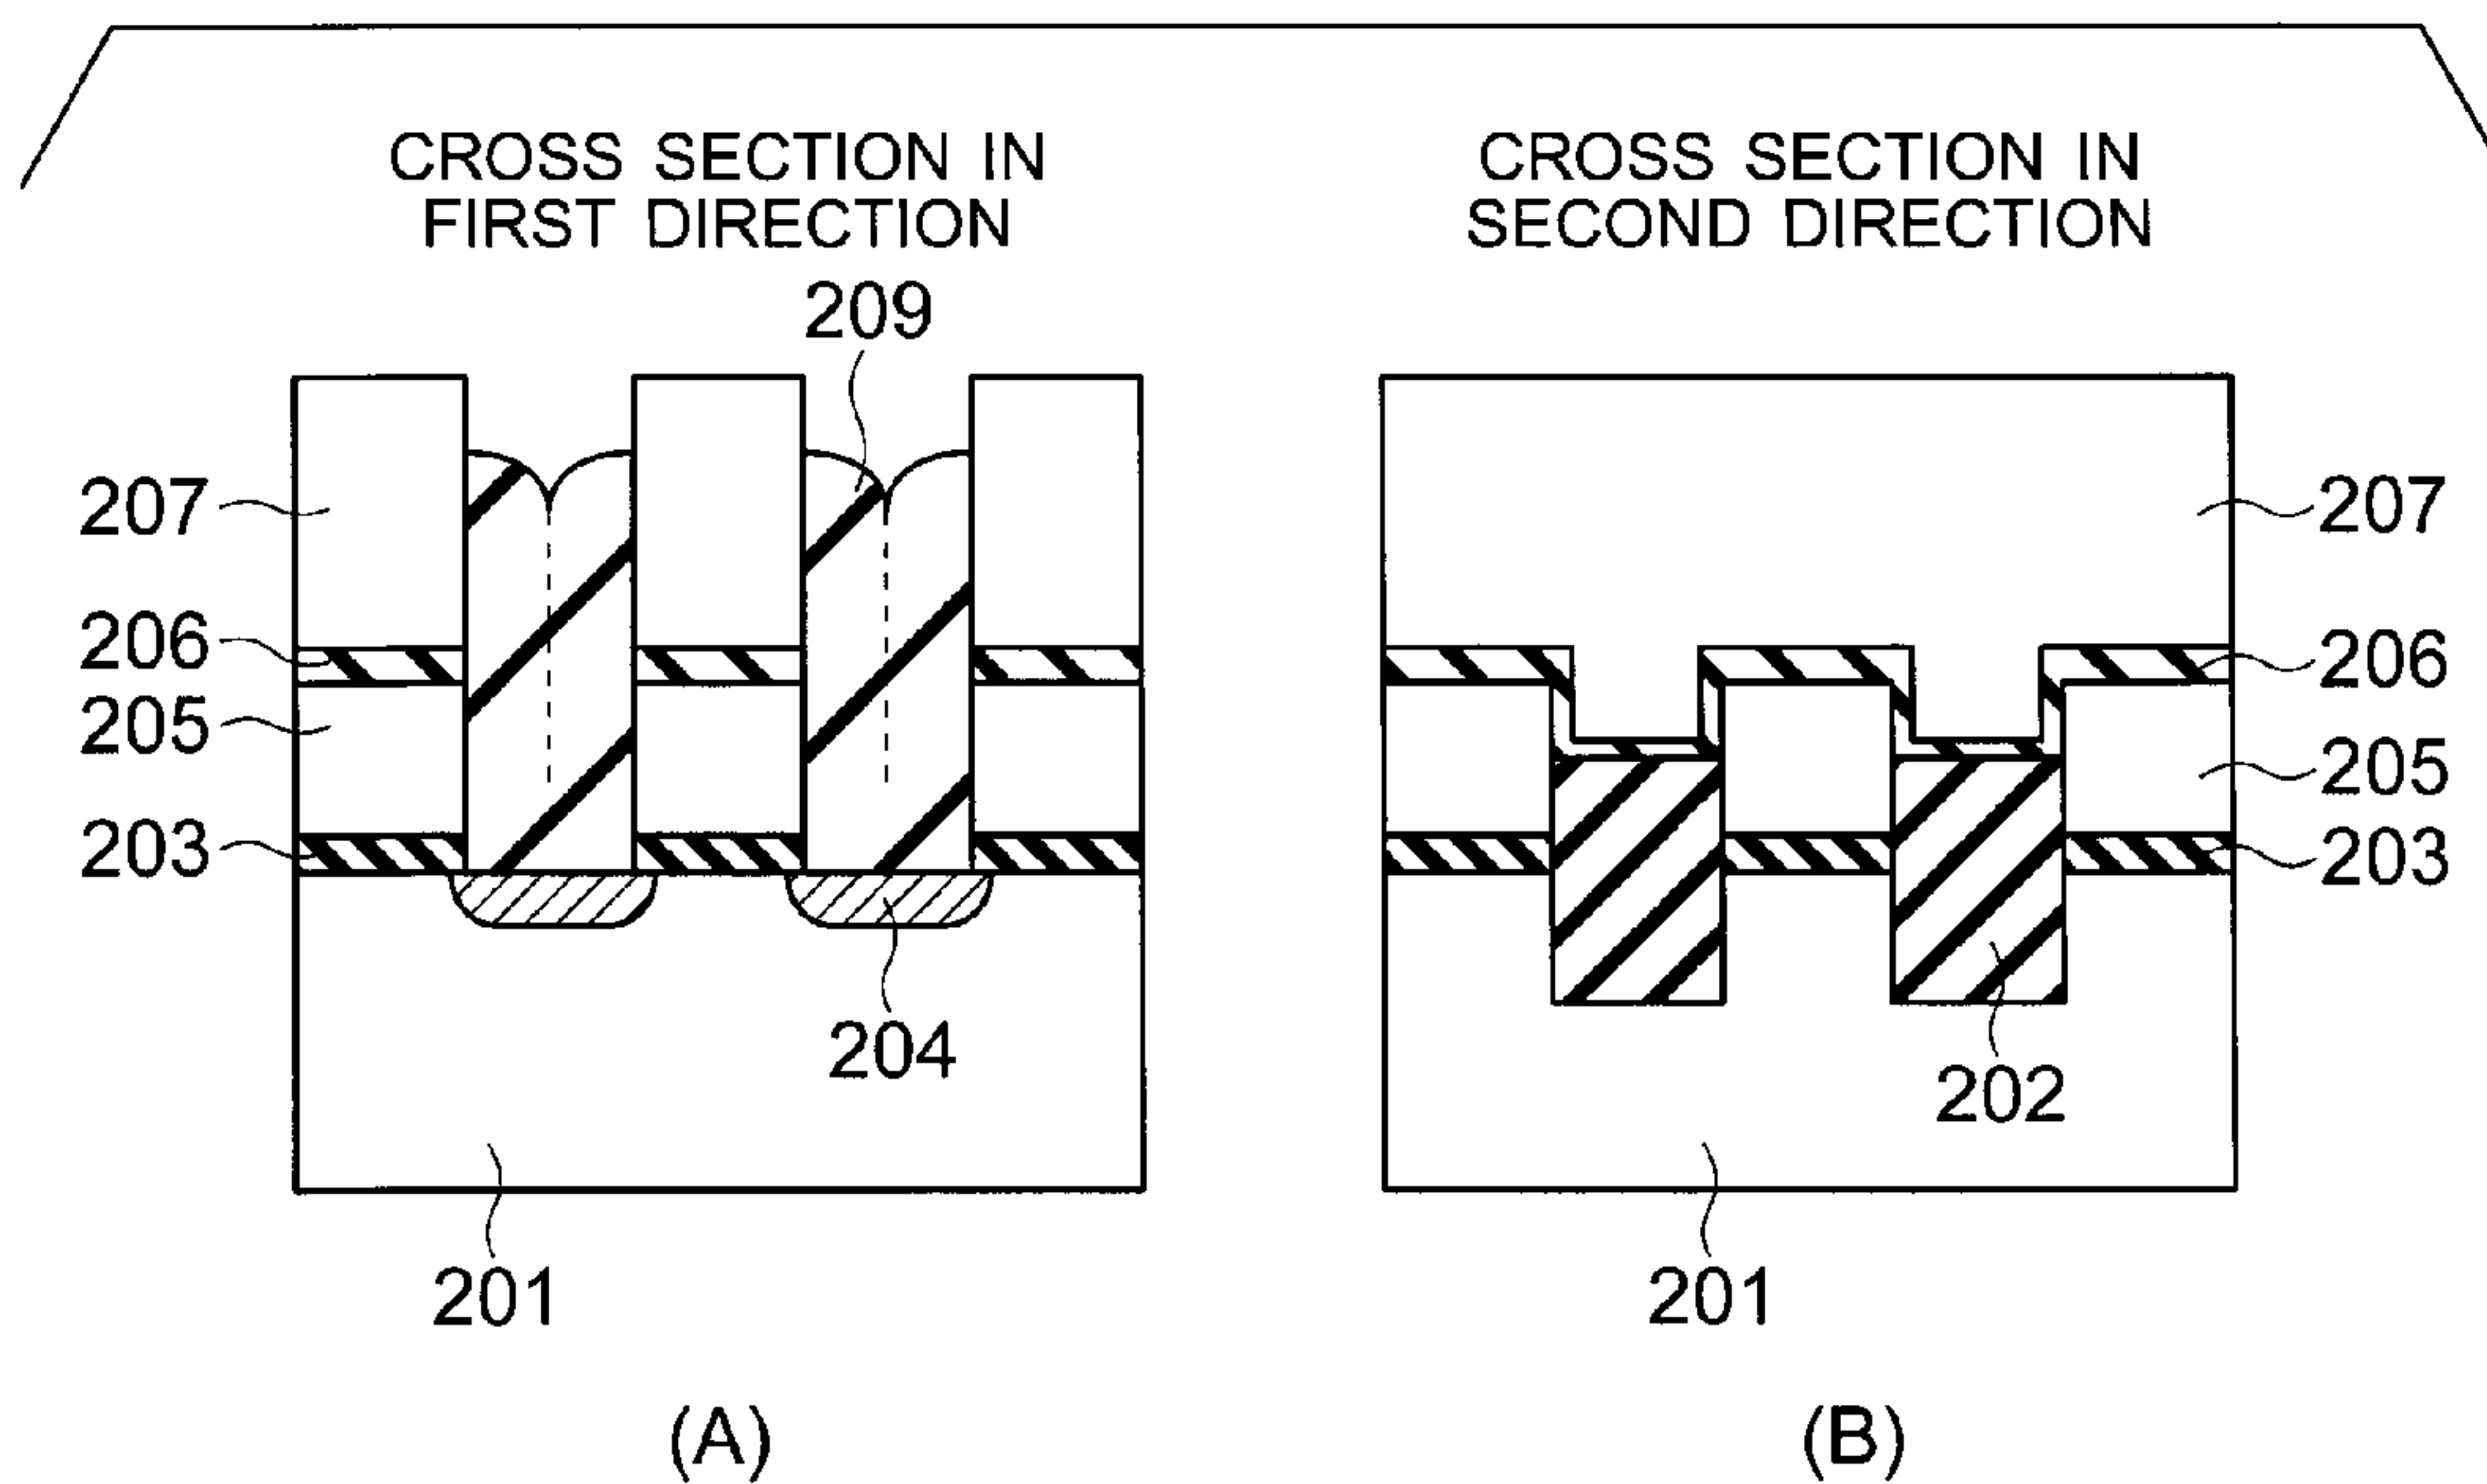 CROSS SECTION IN
FIRST DIRECTION
CROSS SECTION IN
SECOND DIRECTION
209
207
206
205
203
204
201
207
206
205
203
202
201
(A)
(B)